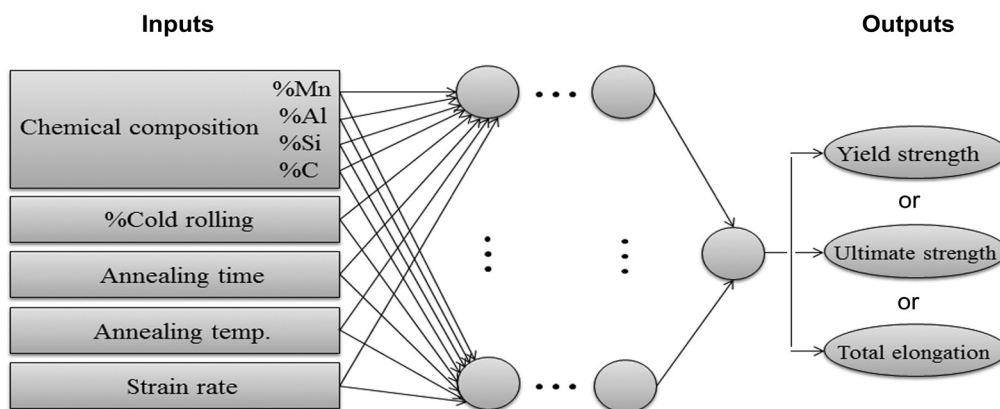 Inputs
Outputs
Chemical composition
%Mn
%Al
%Si
%C
%Cold rolling
Annealing time
Annealing temp.
Strain rate
Yield strength
or
Ultimate strength
or
Total elongation